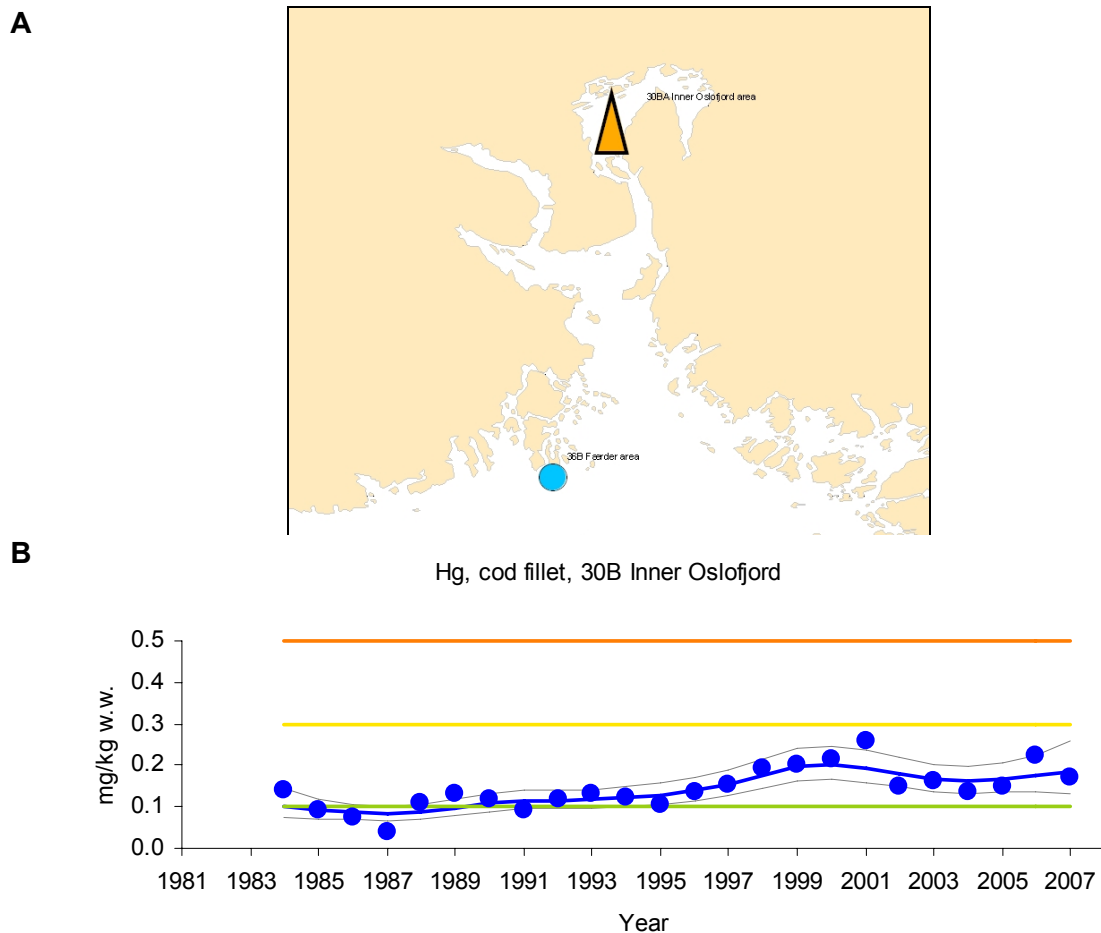 A
30BA Inner Oslofjord area
36B Færder area
B
Hg, cod fillet, 30B Inner Oslofjord
0.5
0.4
0.3
0.2
0.1
0.0
mg/kg w.w.
1981 1983 1985 1987 1989 1991 1993 1995 1997 1999 2001 2003 2005 2007
Year